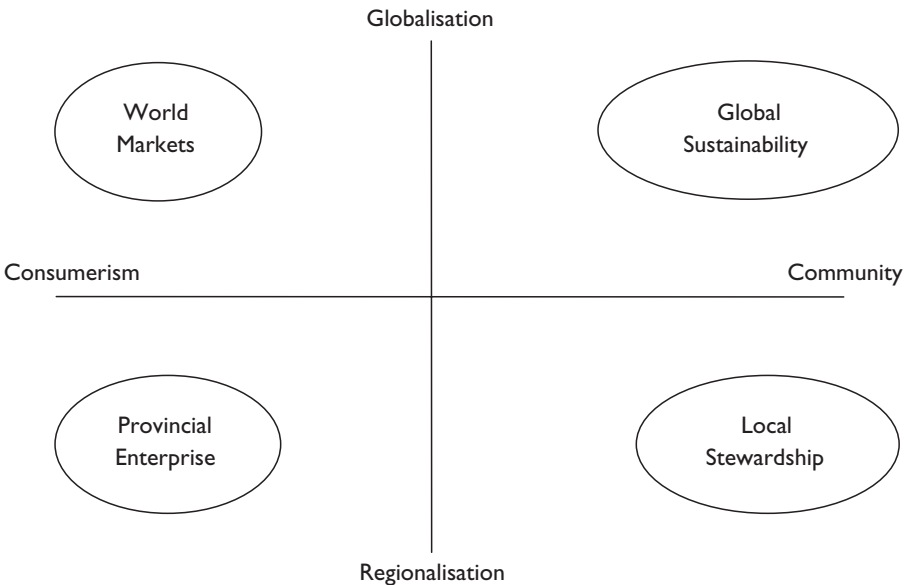 Globalisation
World
Markets
Global
Sustainability
Consumerism
Community
Provincial
Enterprise
Local
Stewardship
Regionalisation